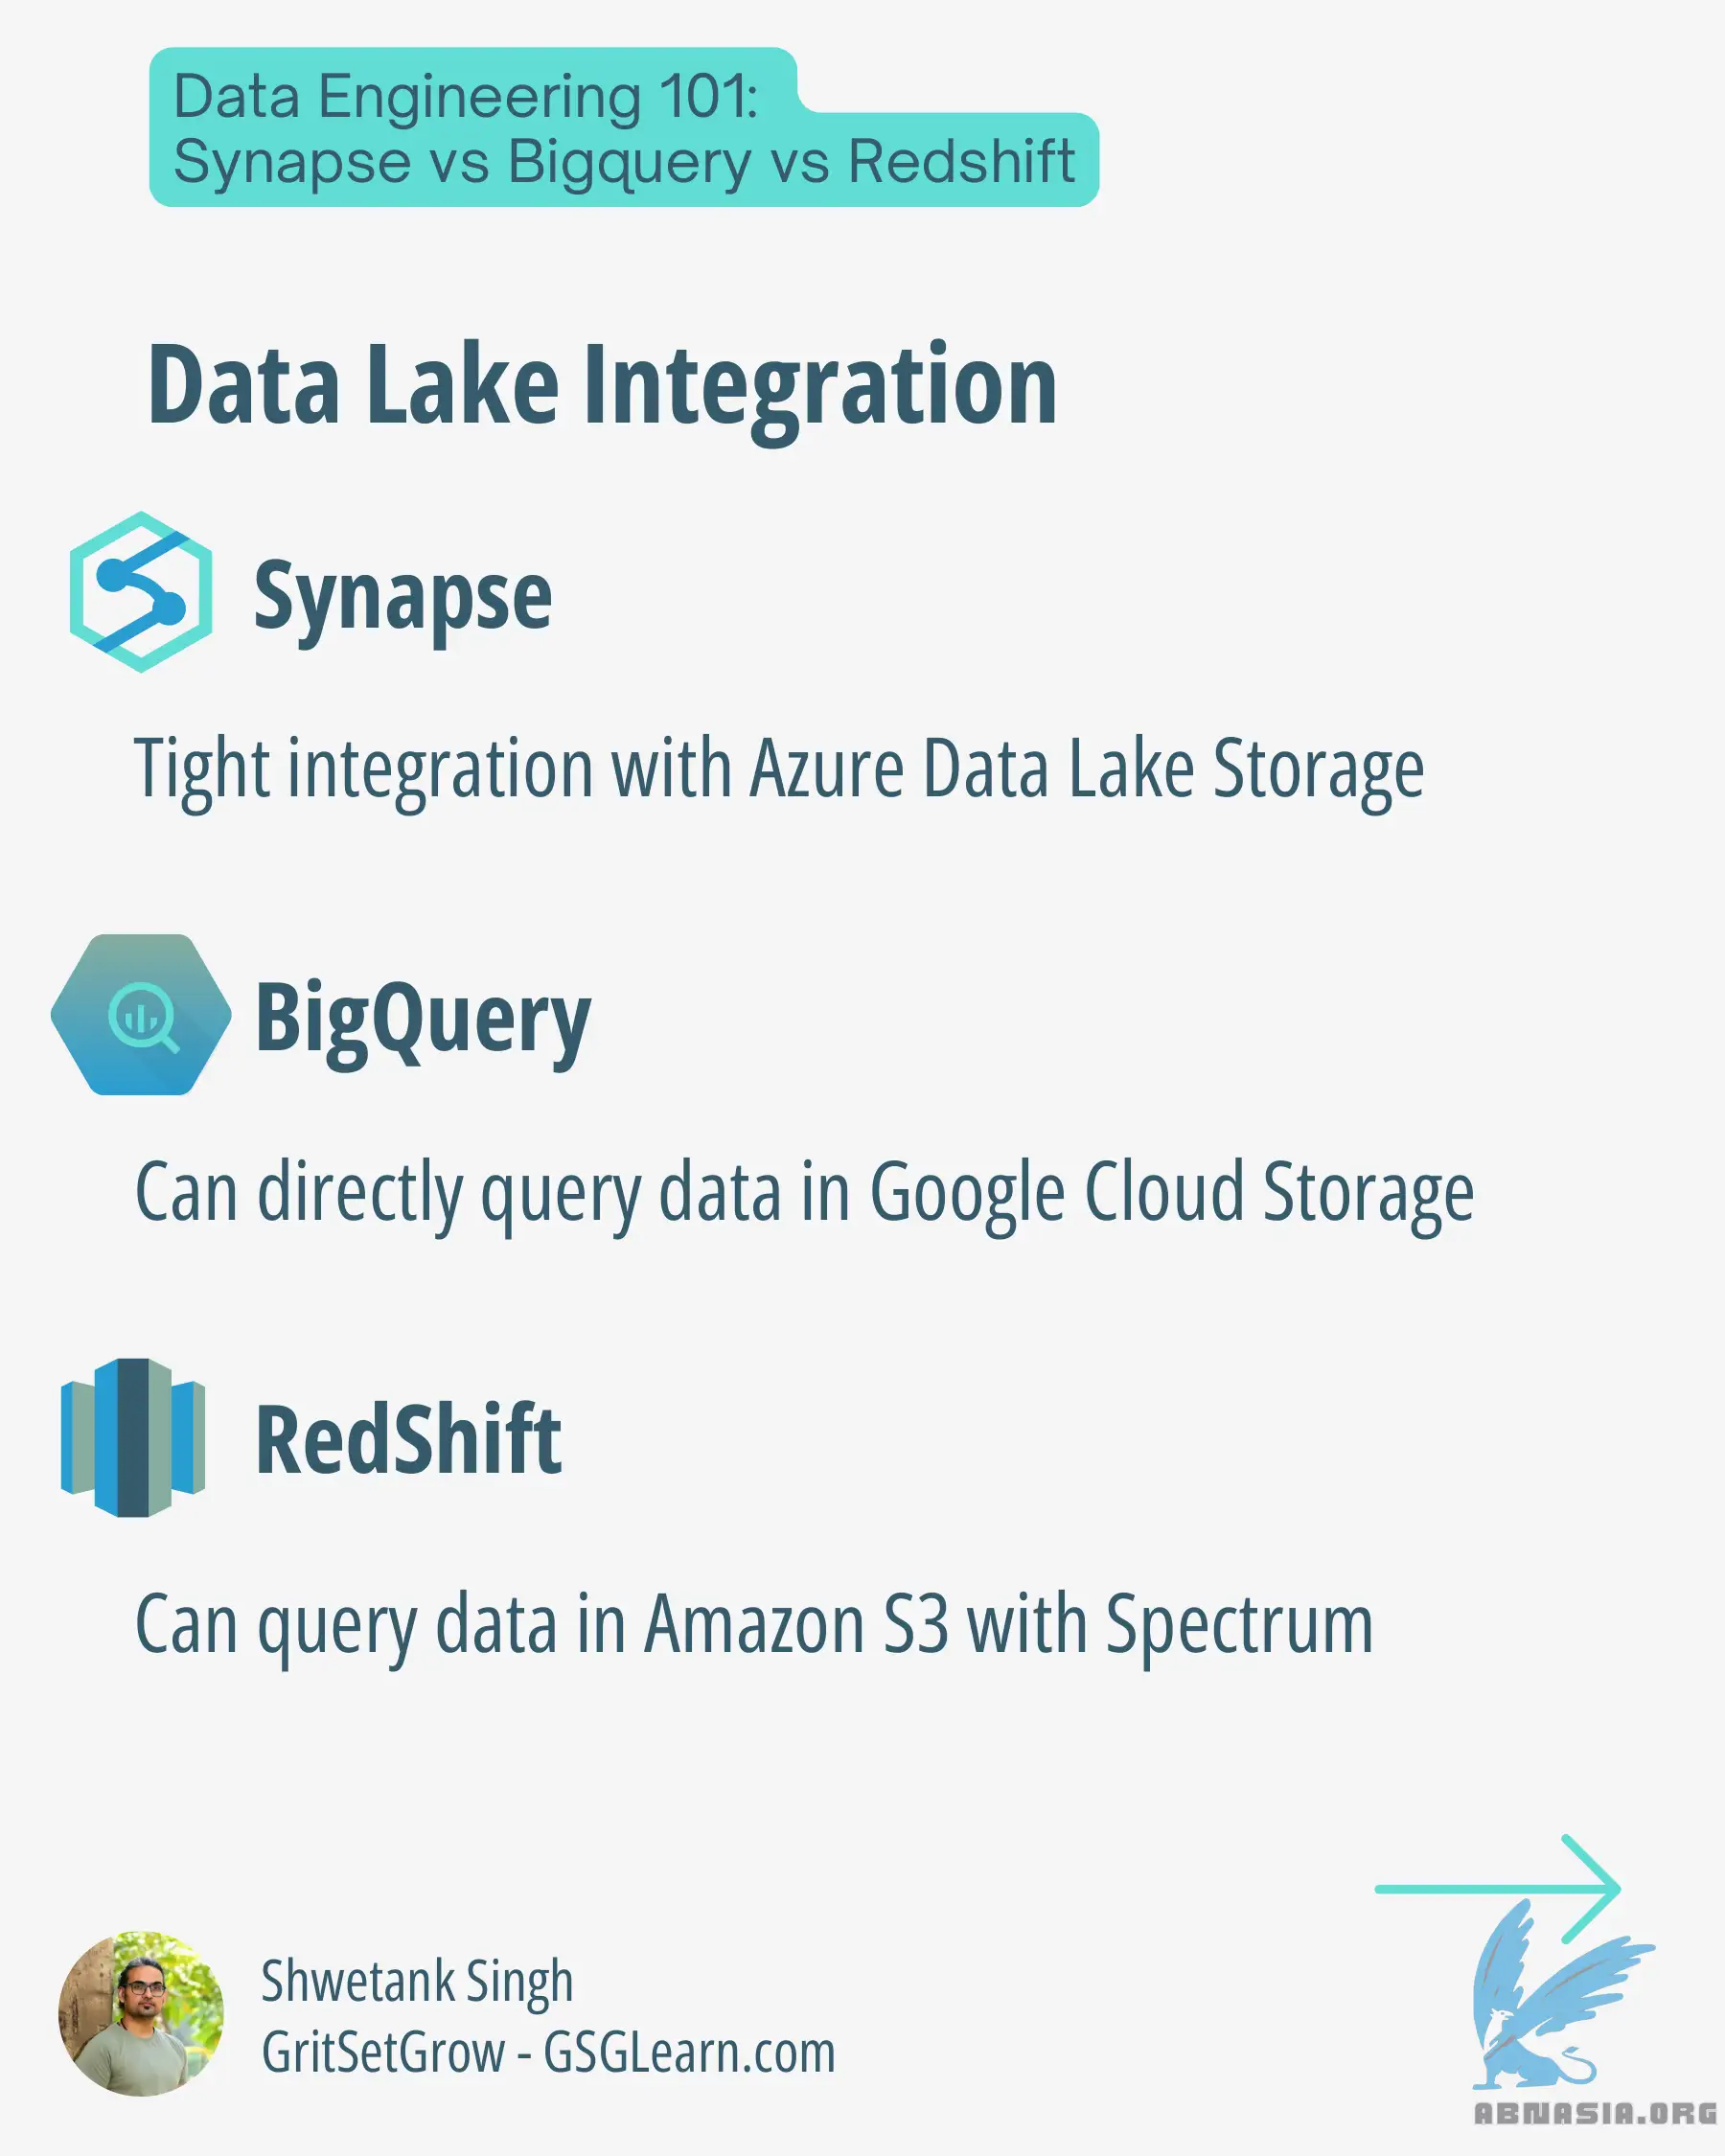 Data Engineering 101:
Synapse vs Bigquery vs Redshift
Data Lake Integration
Synapse
Tight integration with Azure Data Lake Storage
BigQuery
Can directly query data in Google Cloud Storage
RedShift
Can query data in Amazon S3 with Spectrum
Shwetank Singh
GritSetGrow - GSGLearn.com
ABNASIA.ORG